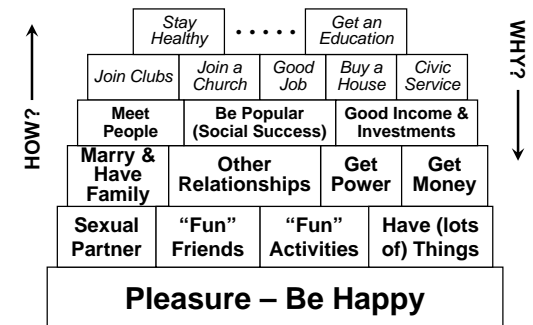 Stay
Healthy
• • • • •
Get an
Education
HOW?
WHY?
Join Clubs
Join a
Church
Good
Job
Buy a
House
Civic
Service
Meet
People
Be Popular
(Social Success)
Good Income &
Investments
Marry &
Have
Family
Other
Relationships
Get
Power
Get
Money
Sexual
Partner
“Fun”
Friends
“Fun”
Activities
Have (lots
of) Things
Pleasure – Be Happy